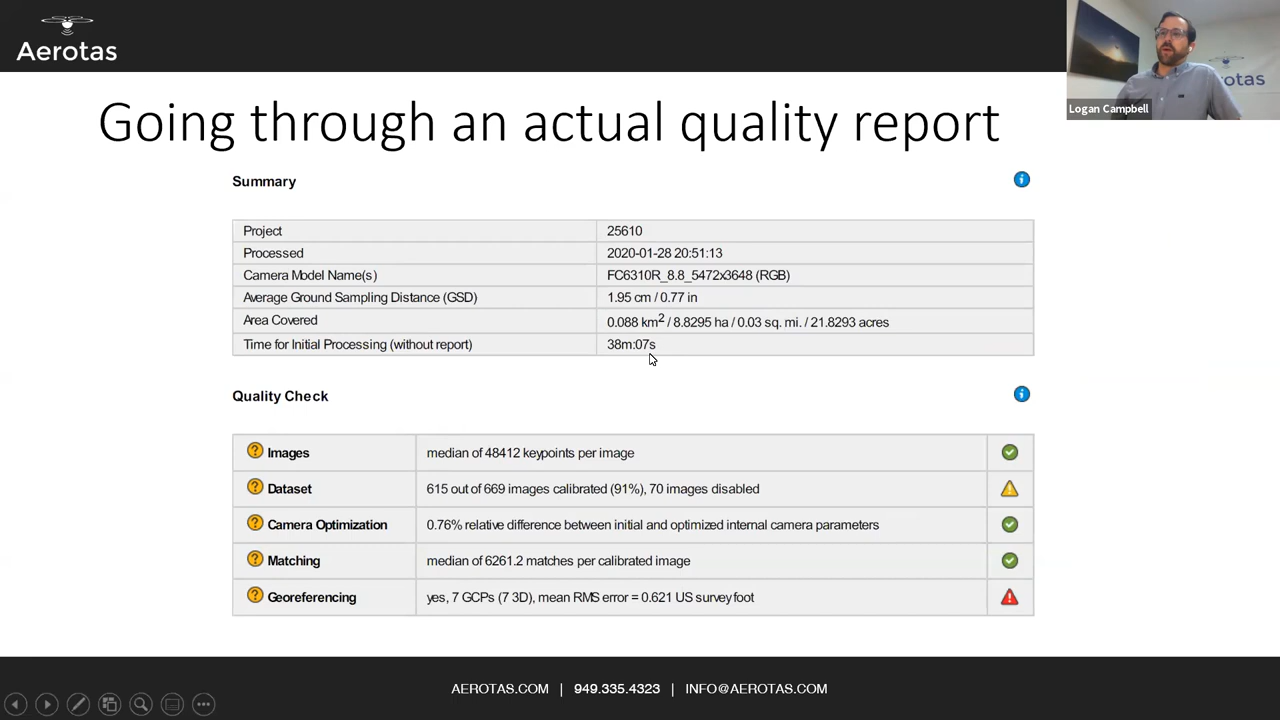 Aerotas
Logan Campbell
otas
Going through an actual quality report
Summary
Project 25610
Processed 2020-01-28 20:51:13
Camera Model Name(s) FC6310R_8.8_5472x3648 (RGB)
Average Ground Sampling Distance (GSD) 1.95 cm / 0.77 in
Area Covered 0.088 km2 / 8.8295 ha / 0.03 sq. mi. / 21.8293 acres
Time for Initial Processing (without report) 38m:07s
Quality Check
Images median of 48412 keypoints per image
Dataset 615 out of 669 images calibrated (91%), 70 images disabled
Camera Optimization 0.76% relative difference between initial and optimized internal camera parameters
Matching median of 6261.2 matches per calibrated image
Georeferencing yes, 7 GCPs (7 3D), mean RMS error = 0.621 US survey foot
AEROTAS.COM | 949.335.4323 | INFO@AEROTAS.COM